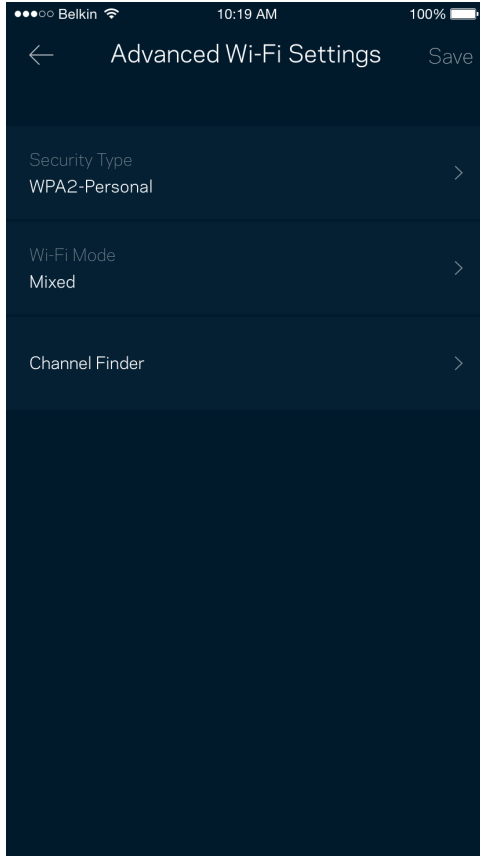 Belkin 10:19 AM 100%
Advanced Wi-Fi Settings Save
Security Type
WPA2-Personal
Wi-Fi Mode
Mixed
Channel Finder